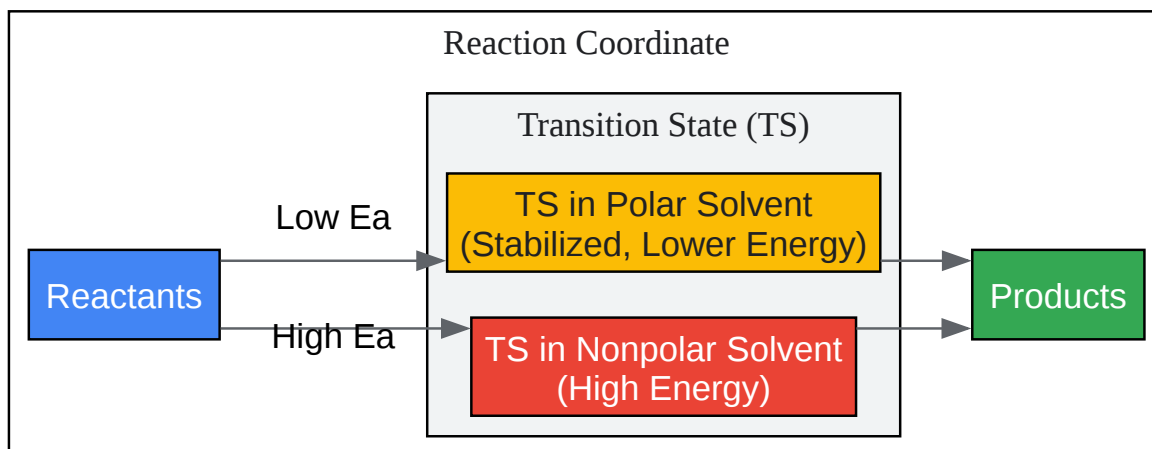 Reaction Coordinate
Transition State (TS)
Low Ea
TS in Polar Solvent
(Stabilized, Lower Energy)
Reactants
Products
High Ea
TS in Nonpolar Solvent
(High Energy)